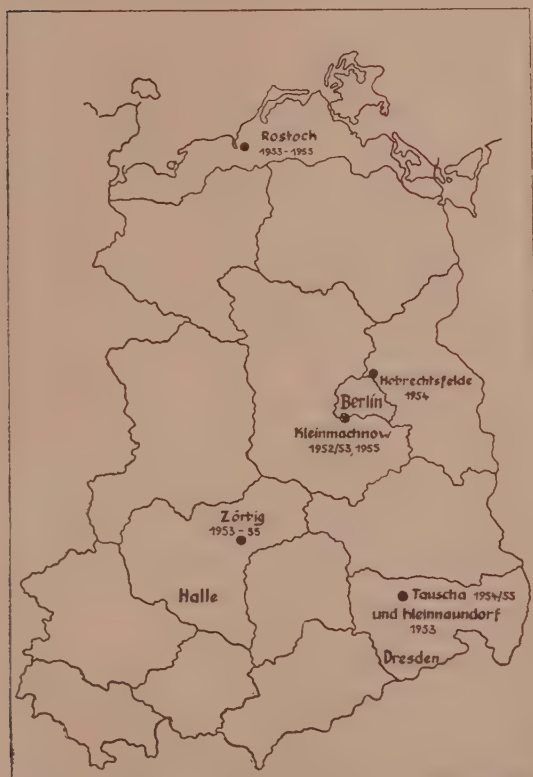 Rostock
1953-1955
Hobrechtsfelde
1954
Berlin
Kleinmachnow
1952/53, 1955
Zörbig
1953-55
Halle
Tauscha 1954/55
und Kleinnaundorf
1953
Dresden